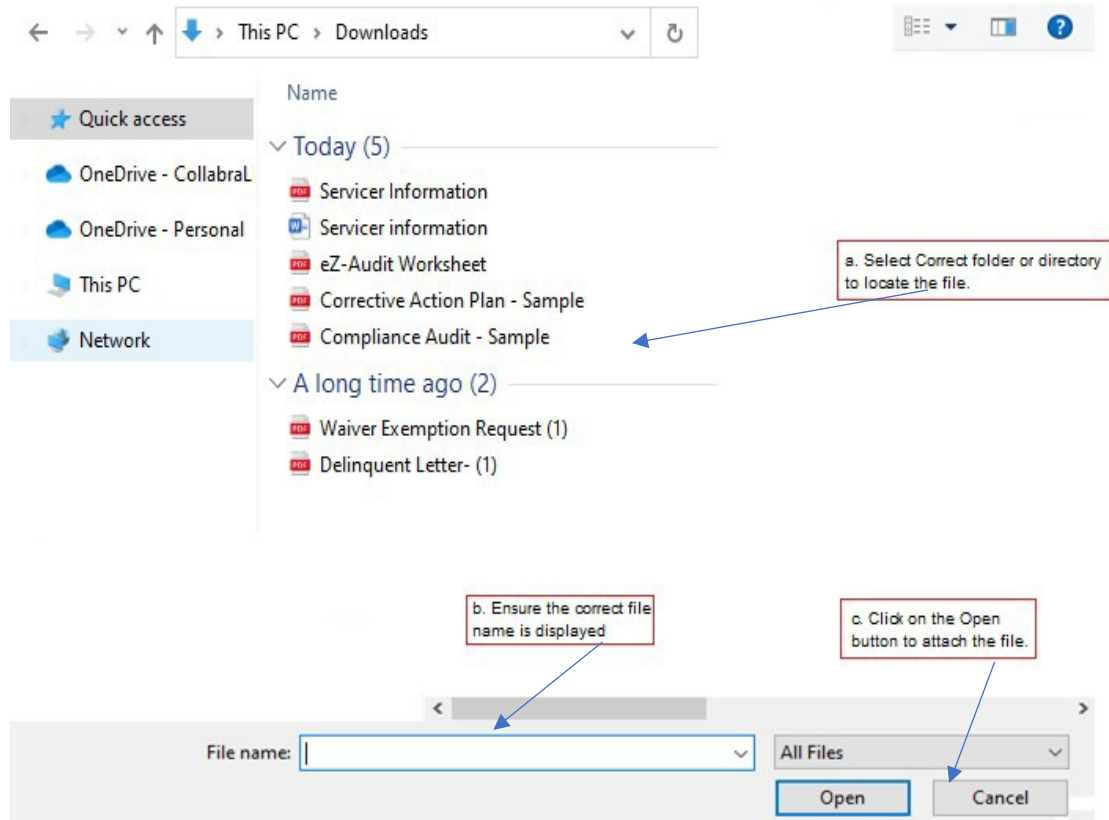 This PC > Downloads
Name
Quick access
Today (5)
OneDrive - CollabraL
Servicer Information
OneDrive - Personal
Servicer information
eZ-Audit Worksheet
a. Select Correct folder or directory
to locate the file.
This PC
Corrective Action Plan - Sample
Network
Compliance Audit - Sample
A long time ago (2)
Waiver Exemption Request (1)
Delinquent Letter- (1)
b. Ensure the correct file
name is displayed
c. Click on the Open
button to attach the file.
File name:
All Files
Open
Cancel